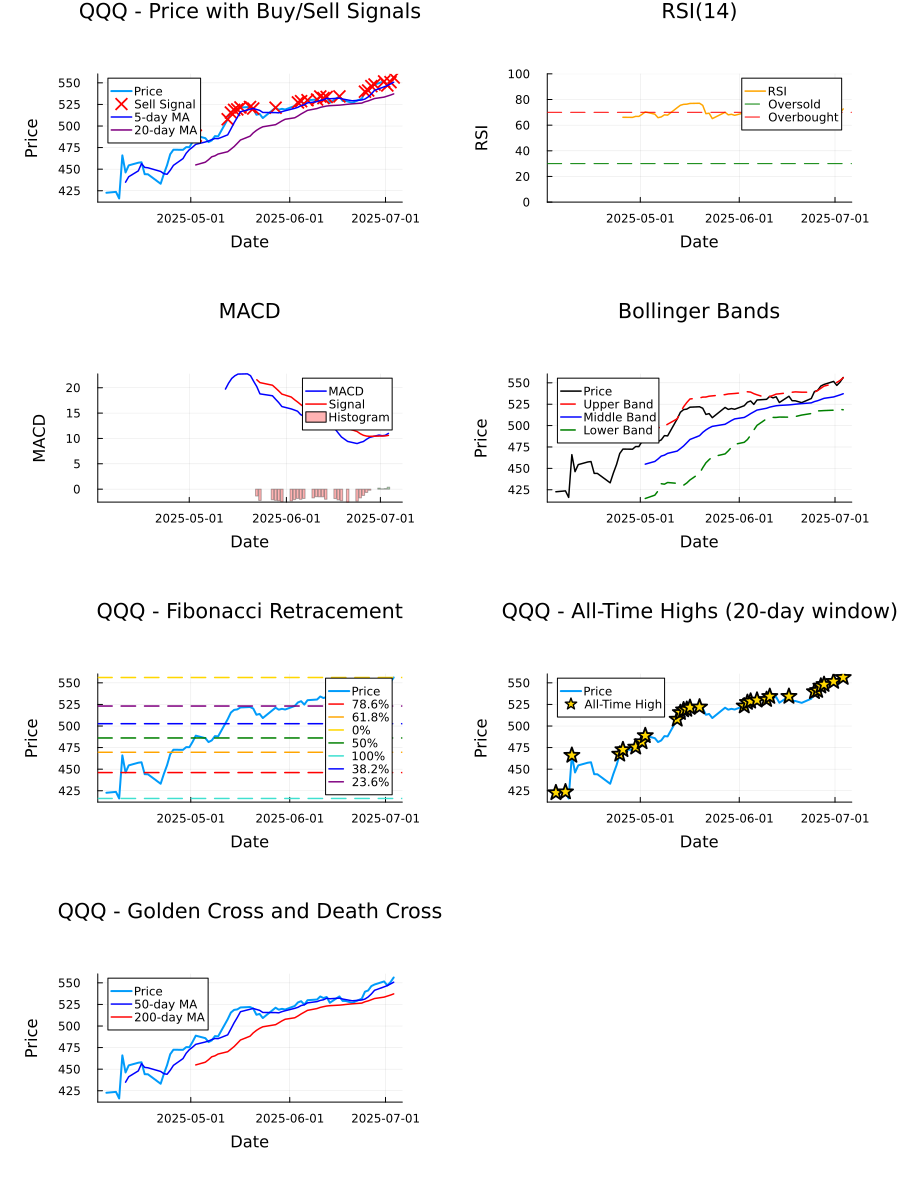 QQQ - Price with Buy/Sell Signals
Price
550
525
500
475
450
425
Price
Sell Signal
5-day MA
20-day MA
2025-05-01
2025-06-01
2025-07-01
Date
RSI(14)
RSI
100
80
60
40
20
0
RSI
Oversold
Overbought
2025-05-01
2025-06-01
2025-07-01
Date
MACD
MACD
20
15
10
5
0
MACD
Signal
Histogram
2025-05-01
2025-06-01
2025-07-01
Date
Bollinger Bands
Price
550
525
500
475
450
425
Price
Upper Band
Middle Band
Lower Band
2025-05-01
2025-06-01
2025-07-01
Date
QQQ - Fibonacci Retracement
Price
550
525
500
475
450
425
Price
78.6%
61.8%
0%
50%
100%
38.2%
23.6%
2025-05-01
2025-06-01
2025-07-01
Date
QQQ - All-Time Highs (20-day window)
Price
550
525
500
475
450
425
Price
All-Time High
2025-05-01
2025-06-01
2025-07-01
Date
QQQ - Golden Cross and Death Cross
Price
550
525
500
475
450
425
Price
50-day MA
200-day MA
2025-05-01
2025-06-01
2025-07-01
Date